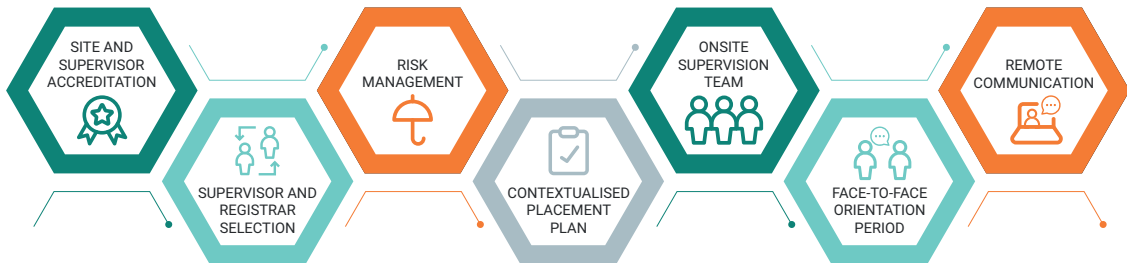 SITE AND
SUPERVISOR
ACCREDITATION
SUPERVISOR AND
REGISTRAR
SELECTION
RISK
MANAGEMENT
CONTEXTUALISED
PLACEMENT
PLAN
ONSITE
SUPERVISION
TEAM
FACE-TO-FACE
ORIENTATION
PERIOD
REMOTE
COMMUNICATION